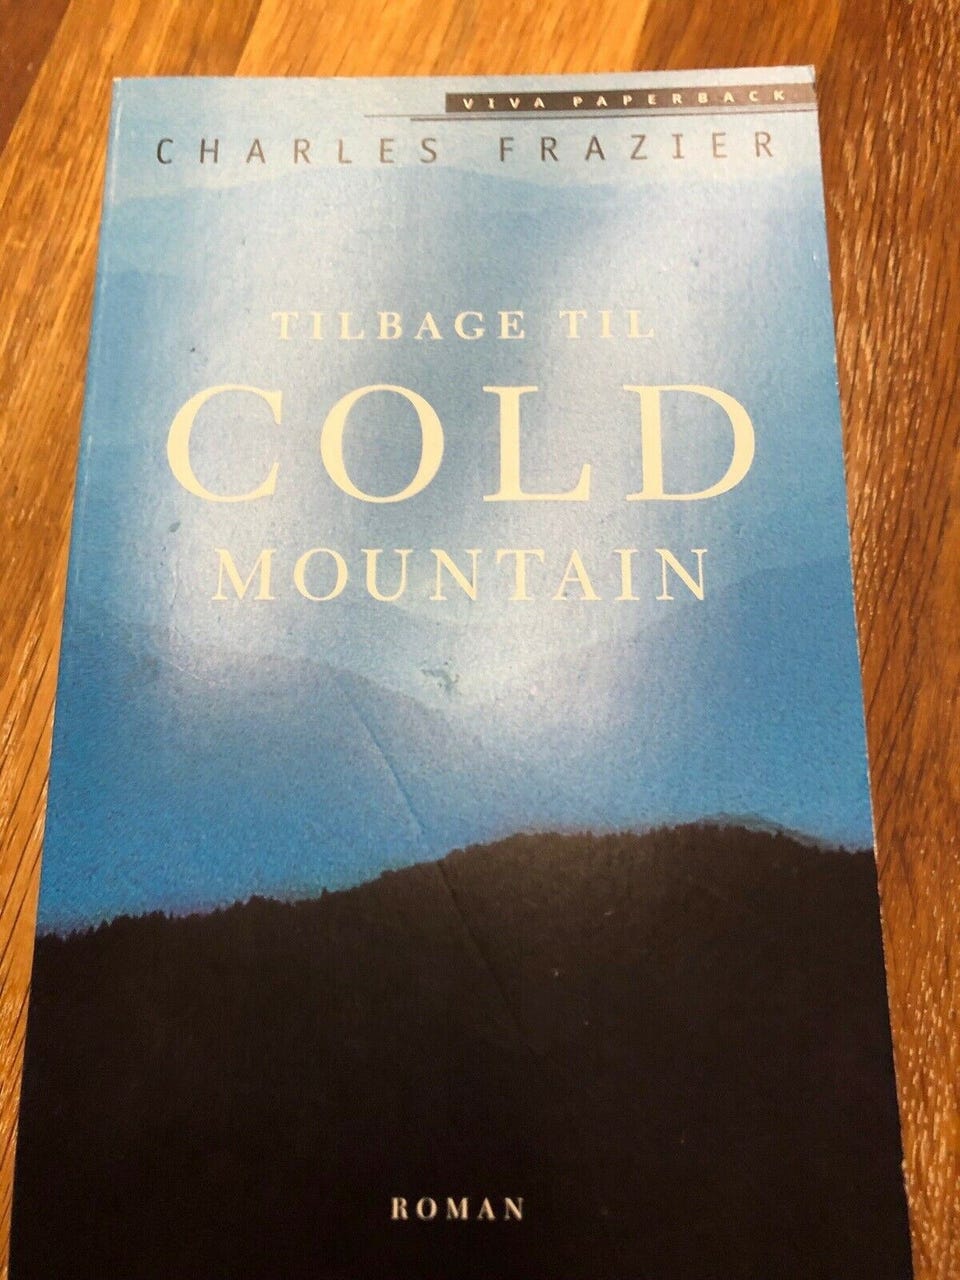 VIVA PAPERBACK
CHARLES FRAZIER
TILBAGE TIL
COLD
MOUNTAIN
ROMAN